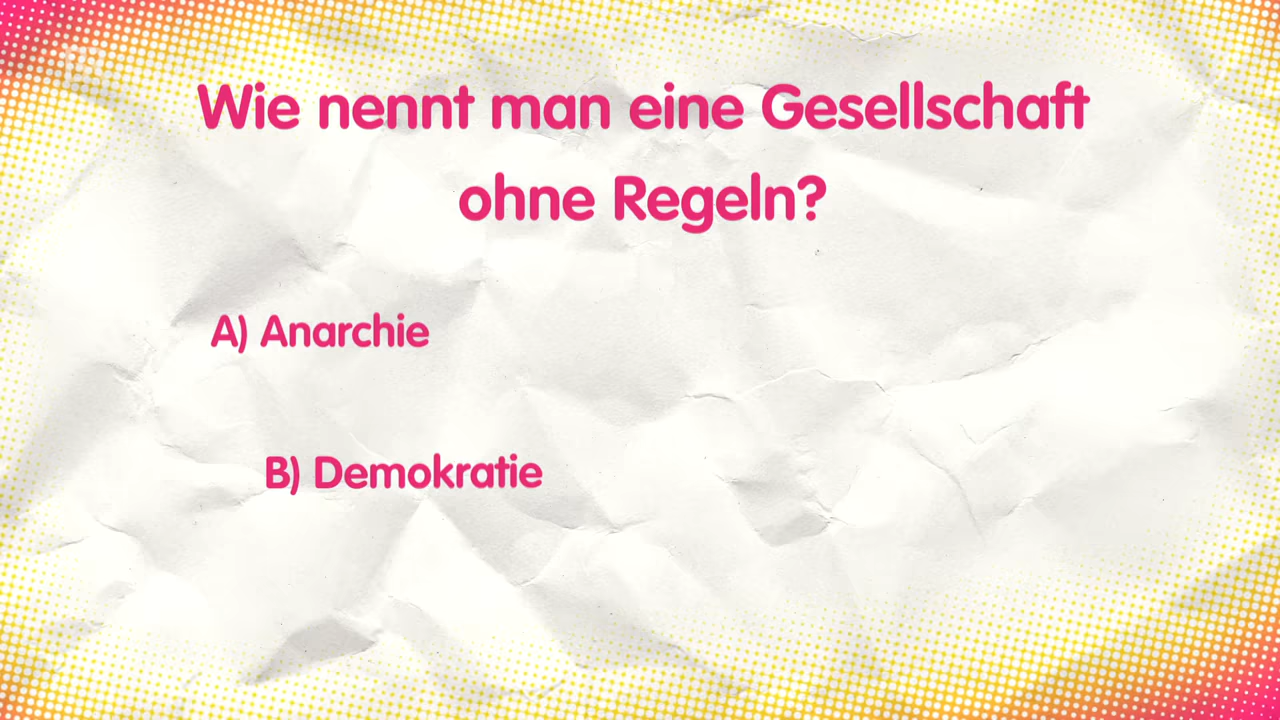 Wie nennt man eine Gesellschaft
ohne Regeln?
A) Anarchie
B) Demokratie